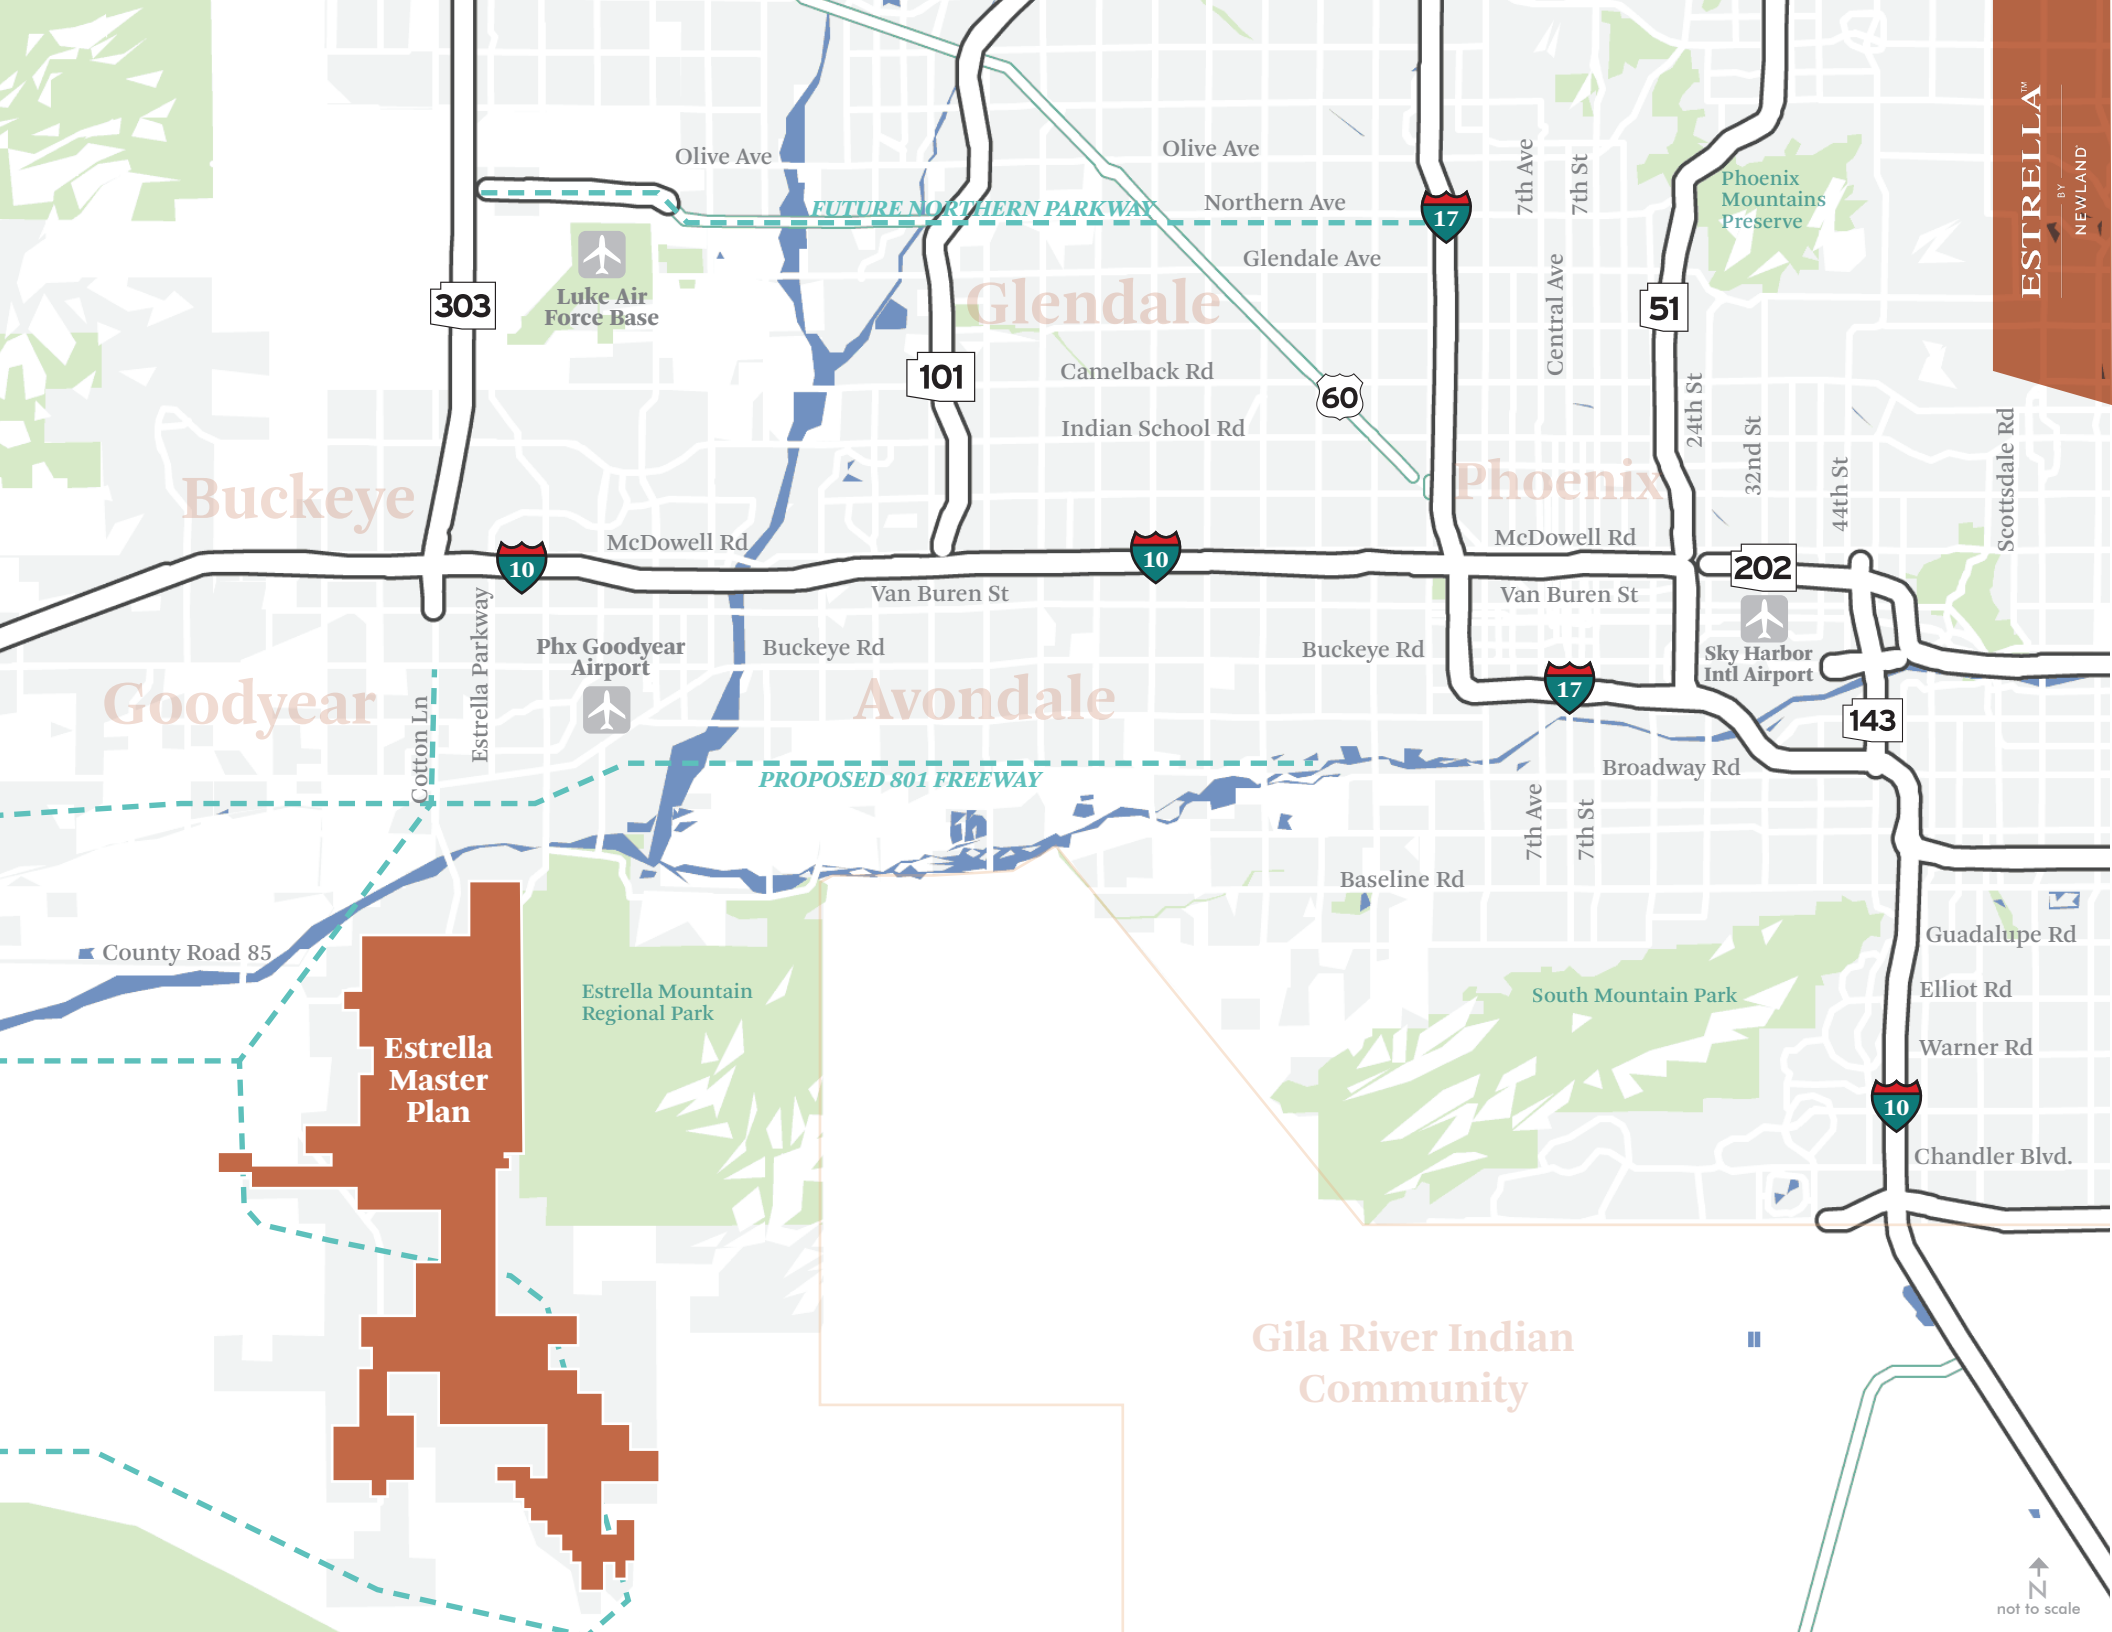 ESTRELLA™
BY
NEWLAND
Olive Ave
Olive Ave
7th Ave
7th St
Phoenix
Mountains
Preserve
FUTURE NORTHERN PARKWAY
Northern Ave
17
Glendale Ave
Central Ave
Luke Air
Force Base
303
Glendale
51
101
Camelback Rd
60
24th St
Indian School Rd
32nd St
44th St
Scottsdale Rd
Buckeye
Phoenix
McDowell Rd
McDowell Rd
10
10
202
Van Buren St
Van Buren St
Estrella Parkway
Phx Goodyear
Airport
Buckeye Rd
Buckeye Rd
Sky Harbor
Intl Airport
17
Goodyear
Cotton Ln
Avondale
143
PROPOSED 801 FREEWAY
Broadway Rd
7th Ave
7th St
Baseline Rd
County Road 85
Guadalupe Rd
Estrella Mountain
Regional Park
South Mountain Park
Elliot Rd
Estrella
Master
Plan
Warner Rd
10
Chandler Blvd.
Gila River Indian
Community
N
not to scale